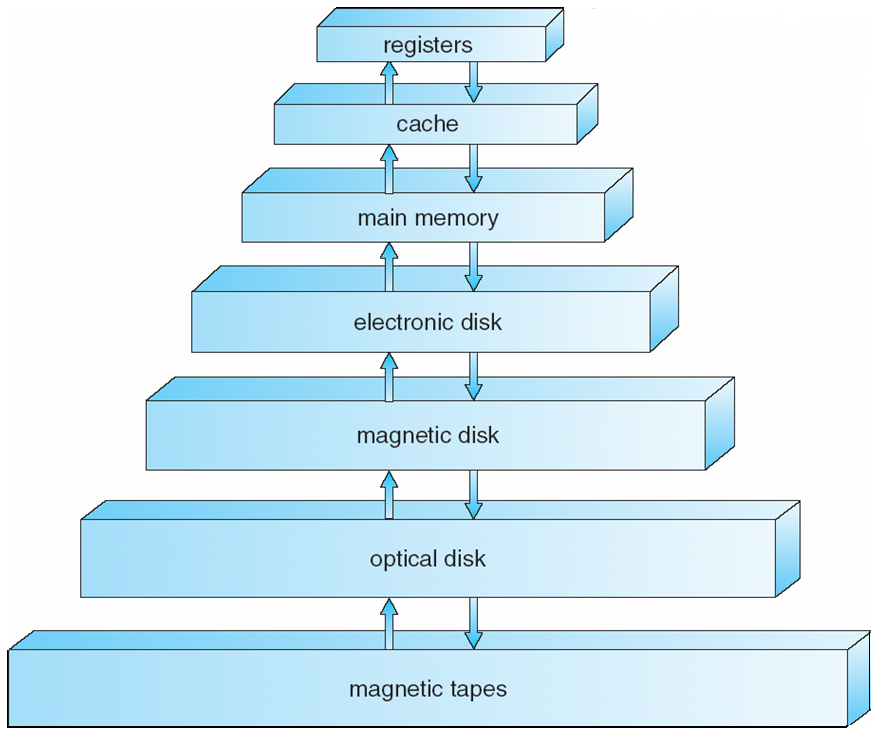 registers
cache
main memory
electronic disk
magnetic disk
optical disk
magnetic tapes